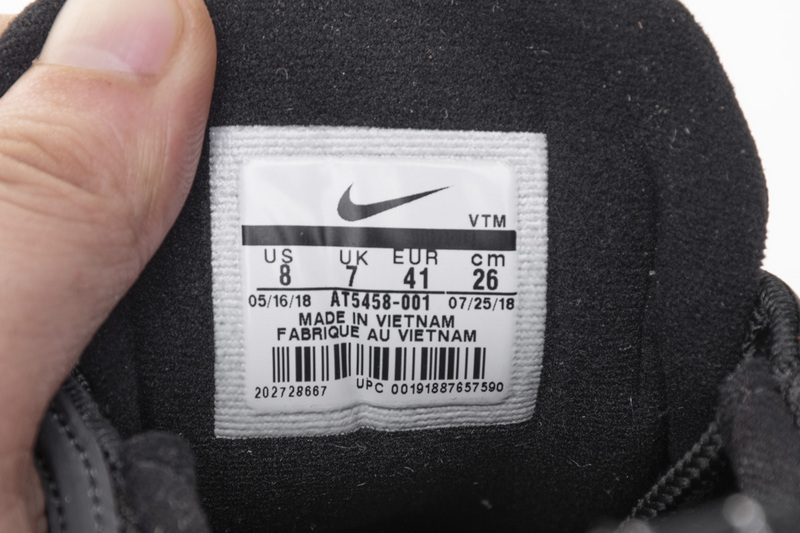 VTM
US UK EUR cm
8 7 41 26
05/16/18 AT5458-001 07/25/18
MADE IN VIETNAM
FABRIQUE AU VIETNAM
202728667 UPC 00191887657590